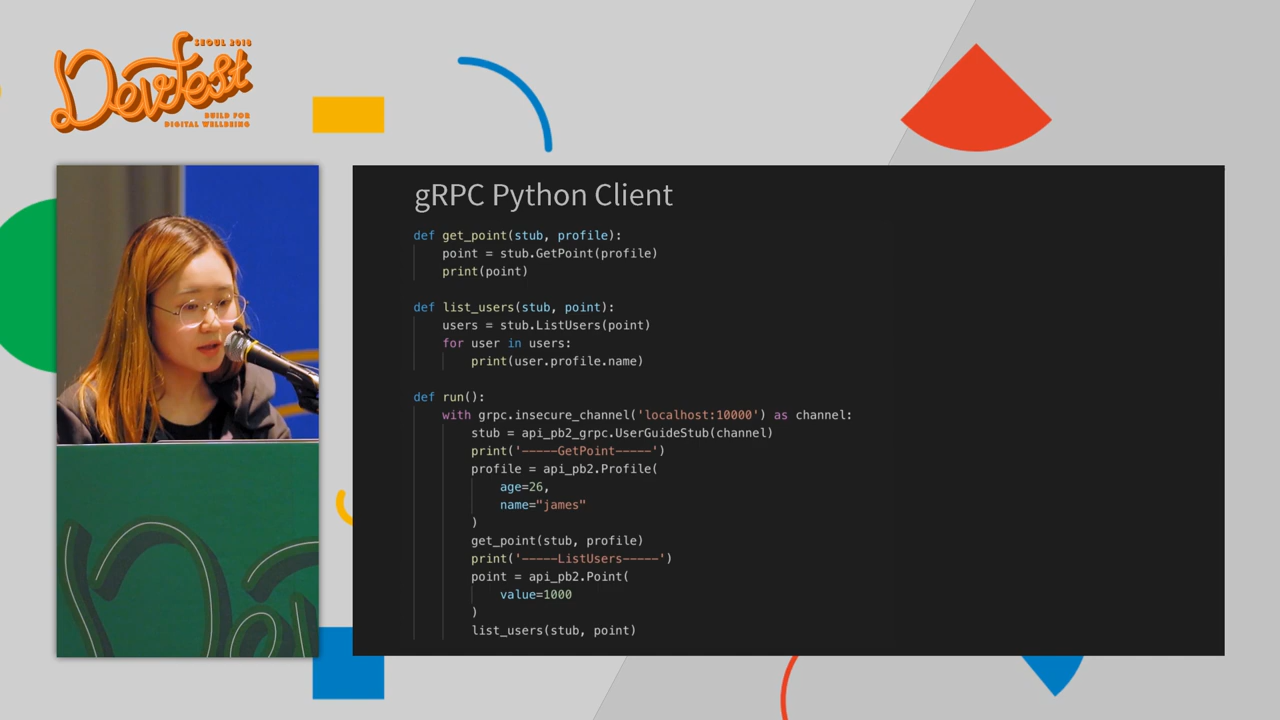 SEOUL 2018
DevFest
BUILD FOR
DIGITAL WELLBEING
gRPC Python Client
def get_point(stub, profile):
    point = stub.GetPoint(profile)
    print(point)
def list_users(stub, point):
    users = stub.ListUsers(point)
    for user in users:
        print(user.profile.name)
def run():
    with grpc.insecure_channel('localhost:10000') as channel:
        stub = api_pb2_grpc.UserGuideStub(channel)
        print('-----GetPoint-----')
        profile = api_pb2.Profile(
            age=26,
            name="james"
        )
        get_point(stub, profile)
        print('-----ListUsers-----')
        point = api_pb2.Point(
            value=1000
        )
        list_users(stub, point)
Dev